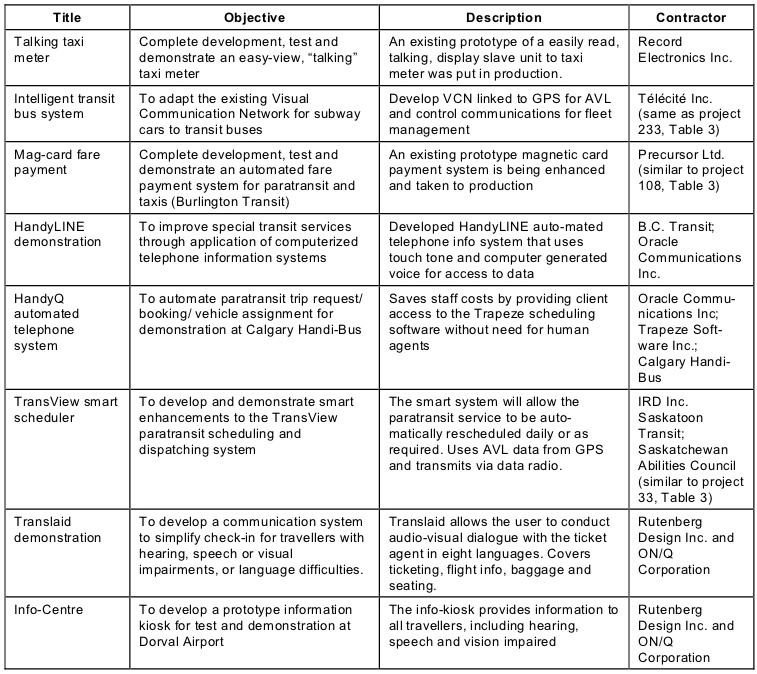 Title
Objective
Description
Contractor
Talking taxi
meter
Complete development, test and
demonstrate an easy-view, “talking”
taxi meter
An existing prototype of a easily read,
talking, display slave unit to taxi
meter was put in production.
Record
Electronics Inc.
Intelligent transit
bus system
To adapt the existing Visual
Communication Network for subway
cars to transit buses
Develop VCN linked to GPS for AVL
and control communications for fleet
management
Télécité Inc.
(same as project
233, Table 3)
Mag-card fare
payment
Complete development, test and
demonstrate an automated fare
payment system for paratransit and
taxis (Burlington Transit)
An existing prototype magnetic card
payment system is being enhanced
and taken to production
Precursor Ltd.
(similar to project
108, Table 3)
HandyLINE
demonstration
To improve special transit services
through application of computerized
telephone information systems
Developed HandyLINE auto-mated
telephone info system that uses
touch tone and computer generated
voice for access to data
B.C. Transit;
Oracle
Communications
Inc.
HandyQ
automated
telephone
system
To automate paratransit trip request/
booking/ vehicle assignment for
demonstration at Calgary Handi-Bus
Saves staff costs by providing client
access to the Trapeze scheduling
software without need for human
agents
Oracle Commu-
nications Inc;
Trapeze Soft-
ware Inc.;
Calgary Handi-
Bus
TransView smart
scheduler
To develop and demonstrate smart
enhancements to the TransView
paratransit scheduling and
dispatching system
The smart system will allow the
paratransit service to be auto-
matically rescheduled daily or as
required. Uses AVL data from GPS
and transmits via data radio.
IRD Inc.
Saskatoon
Transit;
Saskatchewan
Abilities Council
(similar to project
33, Table 3)
Translaid
demonstration
To develop a communication system
to simplify check-in for travellers with
hearing, speech or visual
impairments, or language difficulties.
Translaid allows the user to conduct
audio-visual dialogue with the ticket
agent in eight languages. Covers
ticketing, flight info, baggage and
seating.
Rutenberg
Design Inc. and
ON/Q
Corporation
Info-Centre
To develop a prototype information
kiosk for test and demonstration at
Dorval Airport
The info-kiosk provides information to
all travellers, including hearing,
speech and vision impaired
Rutenberg
Design Inc. and
ON/Q
Corporation